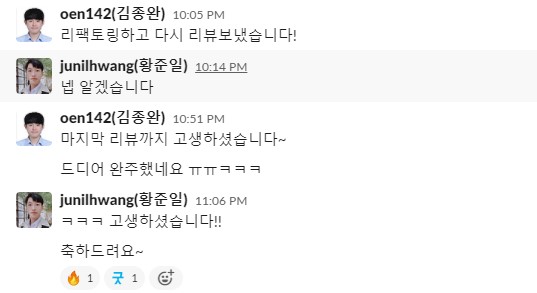 oen142(김종완) 10:05 PM
리팩토링하고 다시 리뷰보냈습니다!
junilhwang(황준일) 10:14 PM
넵 알겠습니다
oen142(김종완) 10:51 PM
마지막 리뷰까지 고생하셨습니다~
드디어 완주했네요 ㅠㅠㅋㅋㅋ
junilhwang(황준일) 11:06 PM
ㅋㅋㅋ 고생하셨습니다!!
축하드려요~
1 굿 1